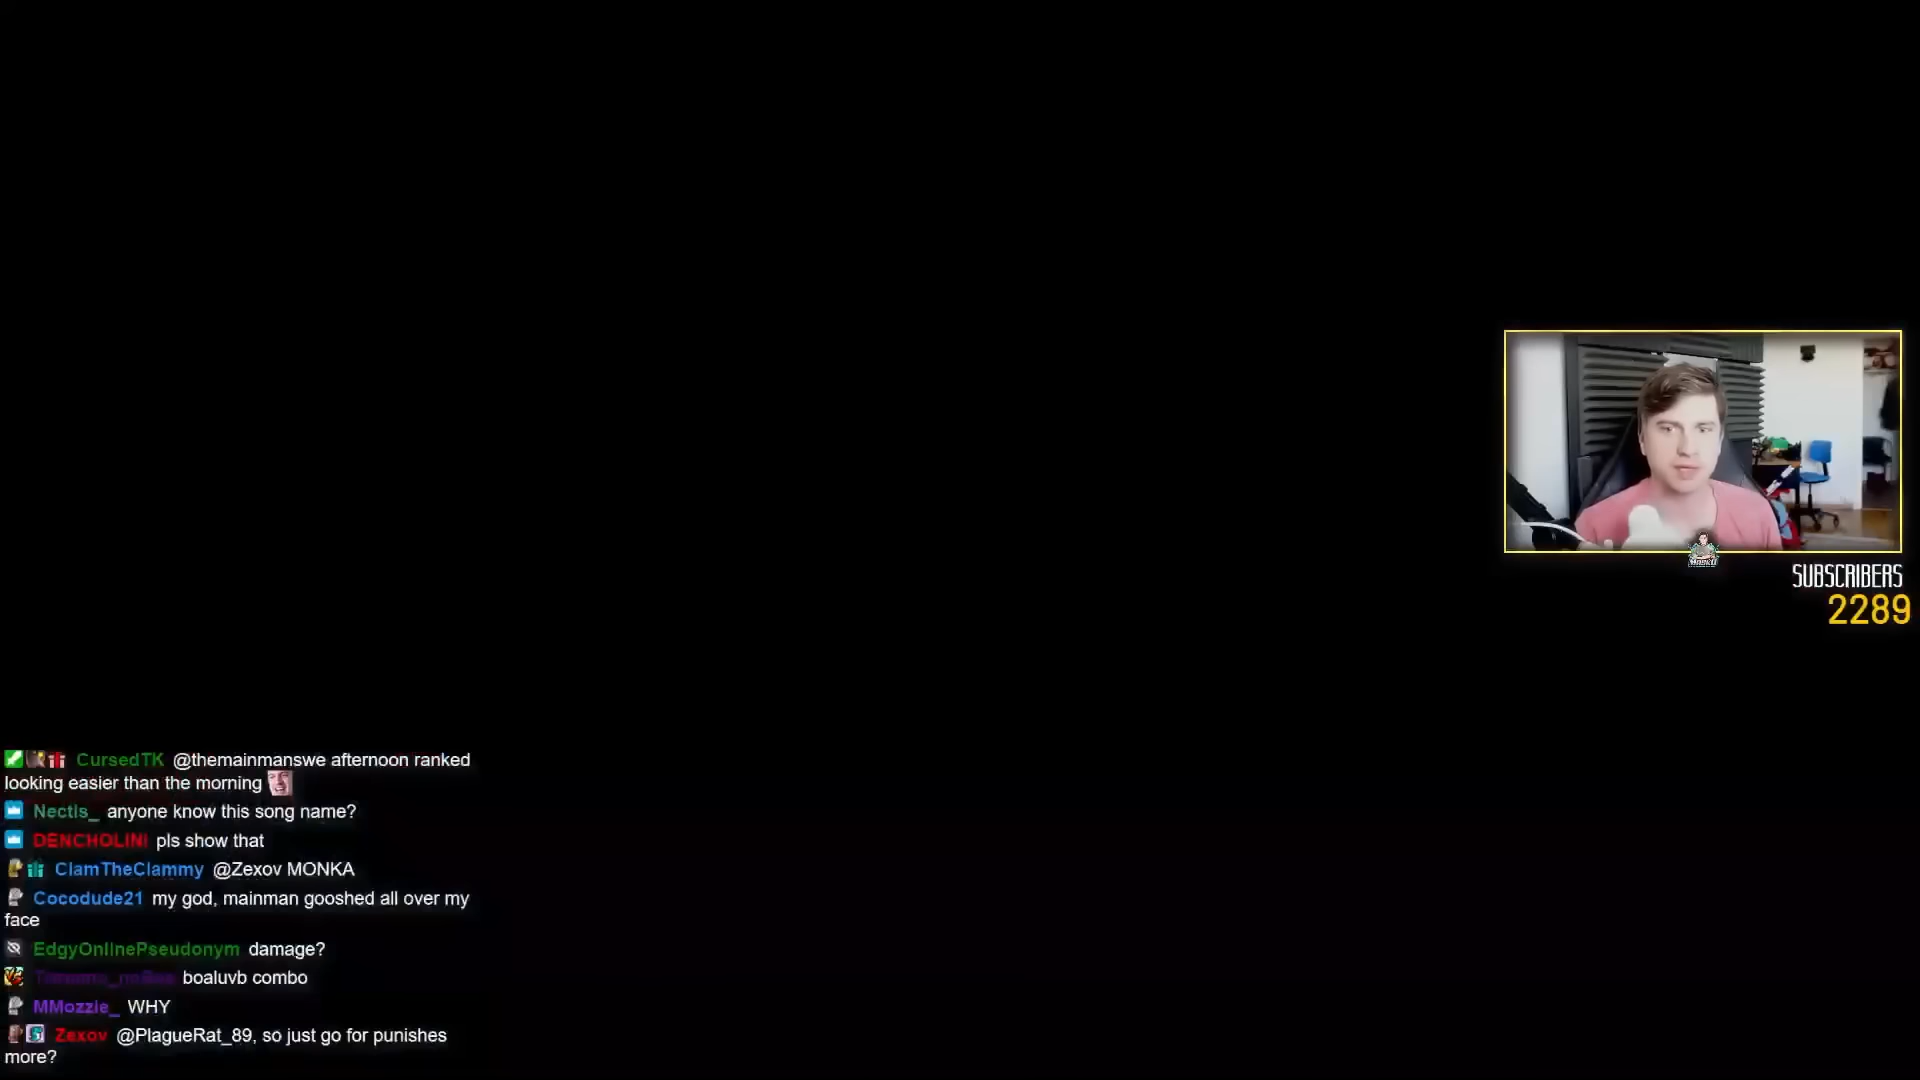 CursedTK @themainmanswe afternoon ranked
looking easier than the morning
Nectis_ anyone know this song name?
DENCHOLINI pls show that
ClamTheClammy @Zexov MONKA
Cocodude21 my god, mainman gooshed all over my
face
EdgyOnlinePseudonym damage?
boaluvb combo
MMozzie_ WHY
Zexov @PlagueRat_89, so just go for punishes
more?
SUBSCRIBERS
2289